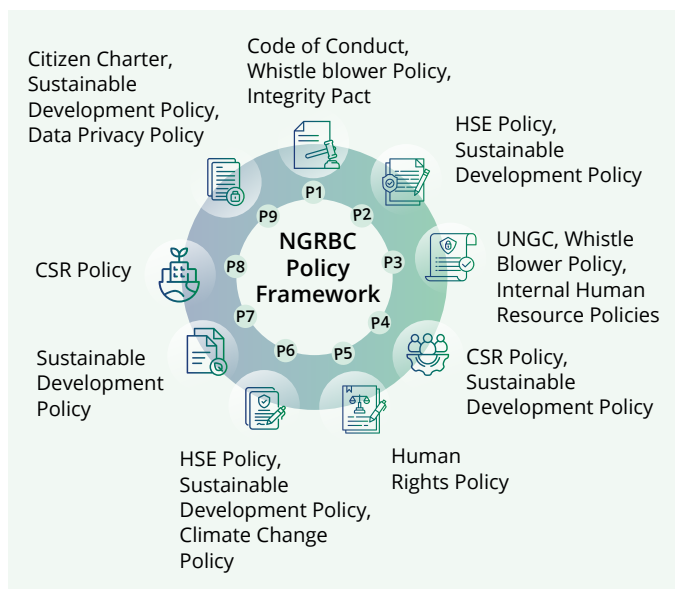 Code of Conduct,
Whistle blower Policy,
Integrity Pact
HSE Policy,
Sustainable
Development Policy
UNGC, Whistle
Blower Policy,
Internal Human
Resource Policies
CSR Policy,
Sustainable
Development Policy
Human
Rights Policy
HSE Policy,
Sustainable
Development Policy,
Climate Change
Policy
Sustainable
Development
Policy
CSR Policy
Citizen Charter,
Sustainable
Development Policy,
Data Privacy Policy
P1
P2
P3
P4
P5
P6
P7
P8
P9
NGRBC
Policy
Framework